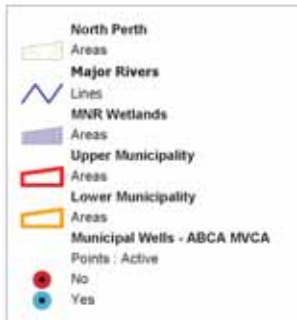 North Perth
Areas
Major Rivers
Lines
MNR Wetlands
Areas
Upper Municipality
Areas
Lower Municipality
Areas
Municipal Wells - ABCA MVCA
Points : Active
No
Yes